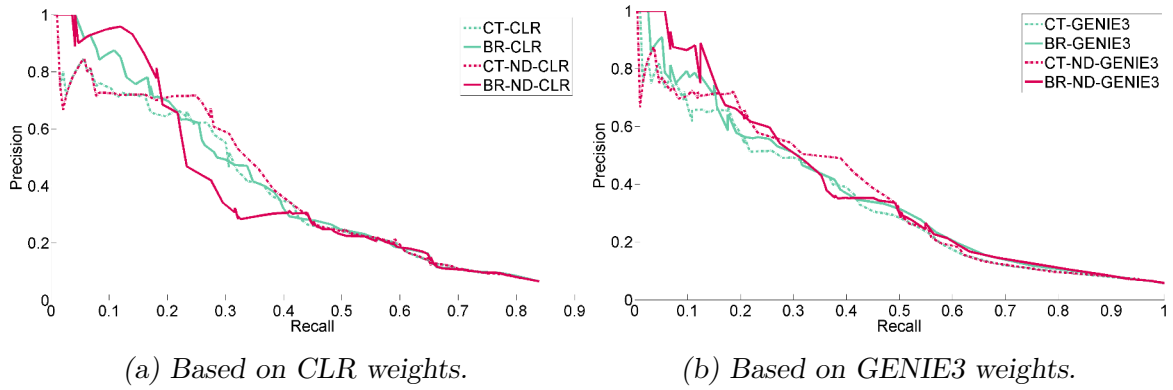 1
0.8
0.6
0.4
0.2
0
Precision
0.1 0.2 0.3 0.4 0.5 0.6 0.7 0.8 0.9
Recall
CT-CLR
BR-CLR
CT-ND-CLR
BR-ND-CLR
(a) Based on CLR weights.
1
0.8
0.6
0.4
0.2
0
Precision
0.1 0.2 0.3 0.4 0.5 0.6 0.7 0.8 0.9 1
Recall
CT-GENIE3
BR-GENIE3
CT-ND-GENIE3
BR-ND-GENIE3
(b) Based on GENIE3 weights.